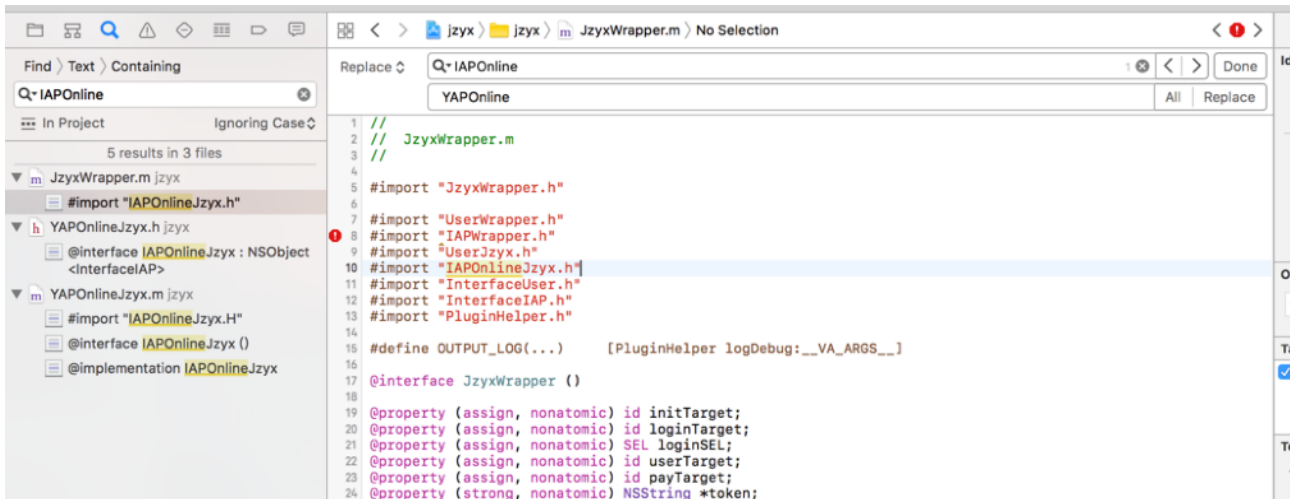 jzyx 〉 jzyx 〉 m JzyxWrapper.m 〉 No Selection
Find 〉 Text 〉 Containing
IAPOnline
In Project Ignoring Case
5 results in 3 files
m JzyxWrapper.m jzyx
#import "IAPOnlineJzyx.h"
h YAPOnlineJzyx.h jzyx
@interface IAPOnlineJzyx : NSObject
<InterfaceIAP>
m YAPOnlineJzyx.m jzyx
#import "IAPOnlineJzyx.H"
@interface IAPOnlineJzyx ()
@implementation IAPOnlineJzyx
Replace IAPOnline 1 Done
YAPOnline All Replace
1 //
2 // JzyxWrapper.m
3 //
4
5 #import "JzyxWrapper.h"
6
7 #import "UserWrapper.h"
8 #import "IAPWrapper.h"
9 #import "UserJzyx.h"
10 #import "IAPOnlineJzyx.h"
11 #import "InterfaceUser.h"
12 #import "InterfaceIAP.h"
13 #import "PluginHelper.h"
14
15 #define OUTPUT_LOG(...) [PluginHelper logDebug:__VA_ARGS__]
16
17 @interface JzyxWrapper ()
18
19 @property (assign, nonatomic) id initTarget;
20 @property (assign, nonatomic) id loginTarget;
21 @property (assign, nonatomic) SEL loginSEL;
22 @property (assign, nonatomic) id userTarget;
23 @property (assign, nonatomic) id payTarget;
24 @property (strong, nonatomic) NSString *token;